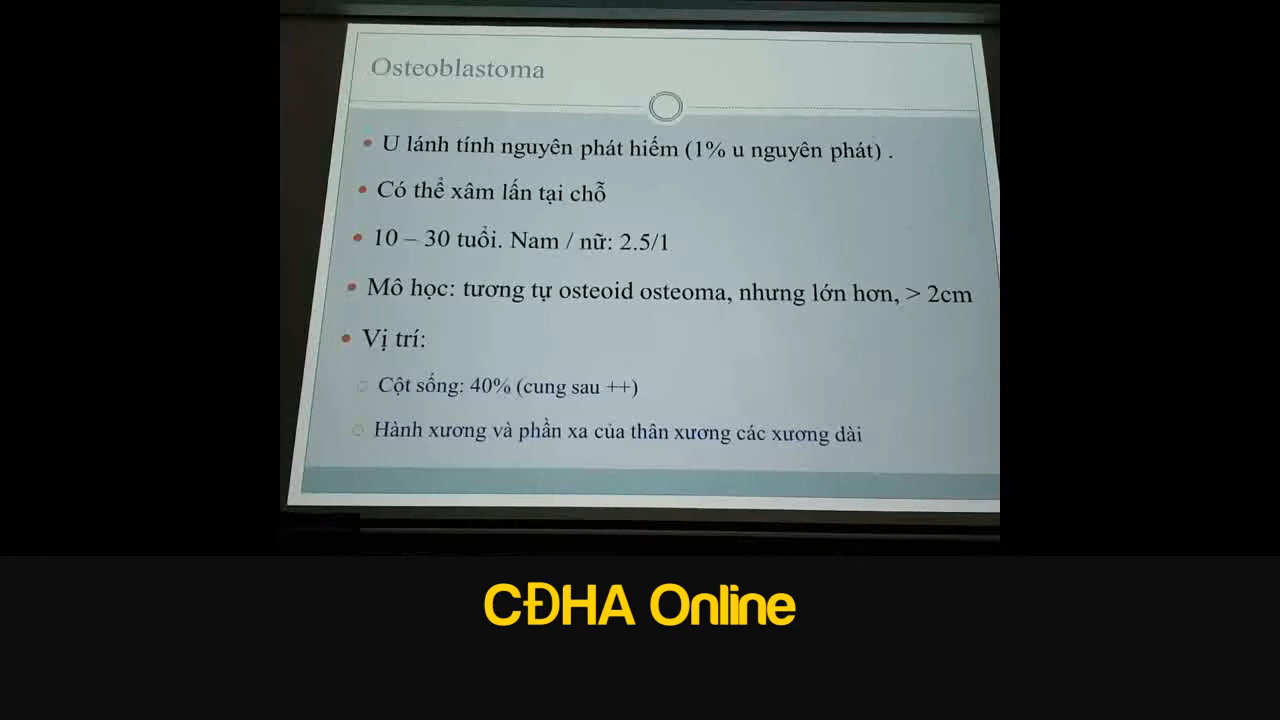 Osteoblastoma
U lánh tính nguyên phát hiếm (1% u nguyên phát) .
Có thể xâm lấn tại chỗ
10 – 30 tuổi. Nam / nữ: 2.5/1
Mô học: tương tự osteoid osteoma, nhưng lớn hơn, > 2cm
Vị trí:
Cột sống: 40% (cung sau ++)
Hành xương và phần xa của thân xương các xương dài
CĐHA Online